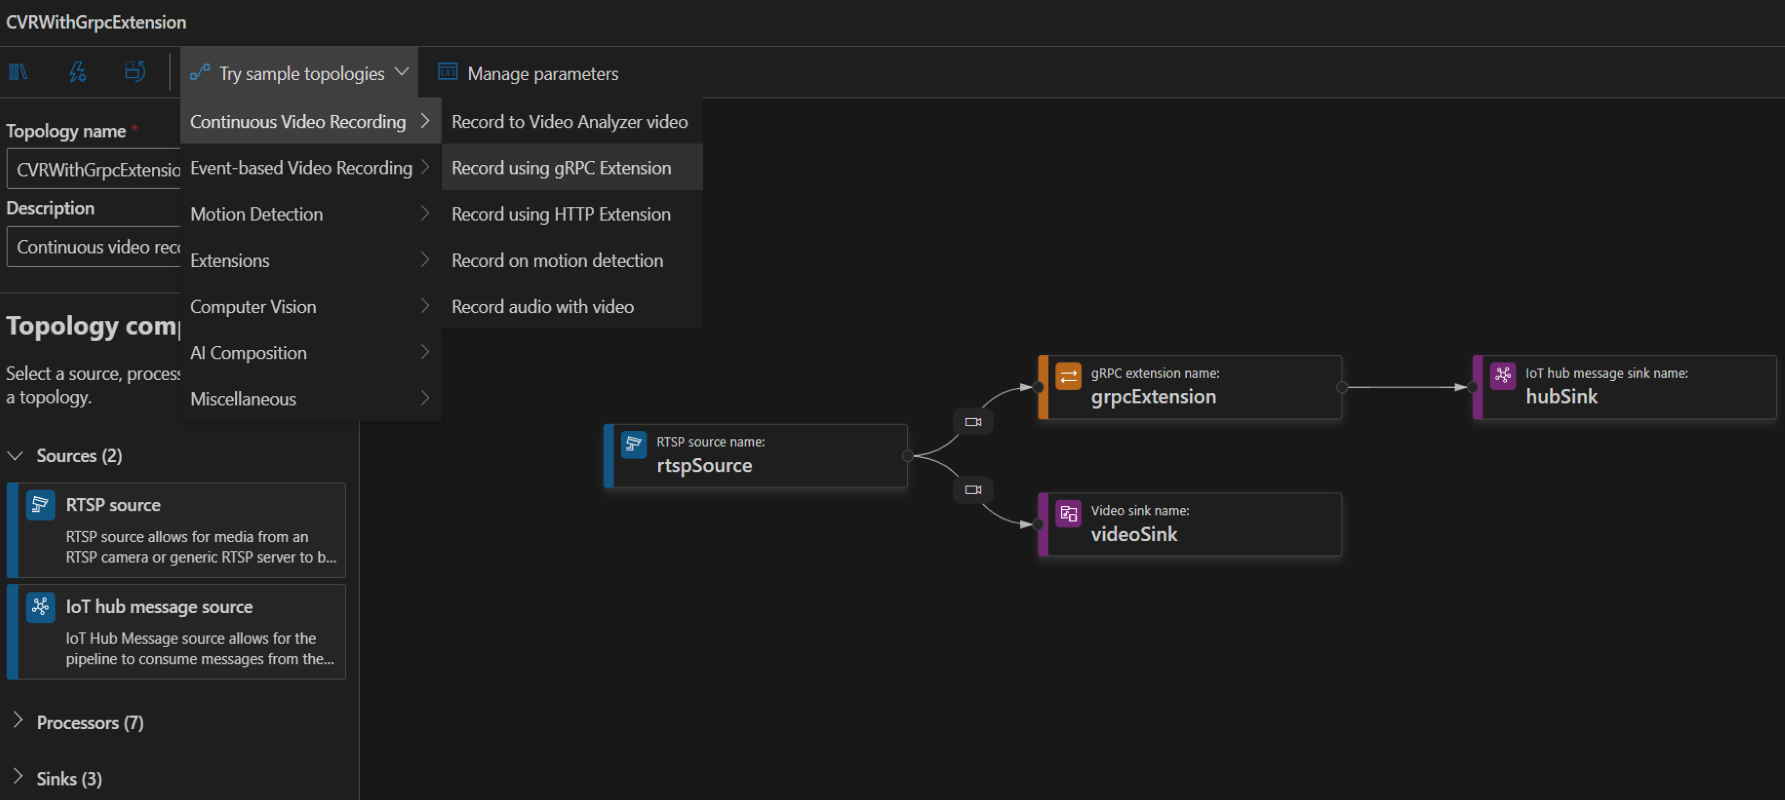 CVRWithGrpcExtension
Try sample topologies
Manage parameters
Topology name *
CVRWithGrpcExtensio
Description
Continuous video reco
Continuous Video Recording
Event-based Video Recording
Motion Detection
Extensions
Computer Vision
AI Composition
Miscellaneous
Record to Video Analyzer video
Record using gRPC Extension
Record using HTTP Extension
Record on motion detection
Record audio with video
Topology comp
Select a source, process
a topology.
Sources (2)
RTSP source
RTSP source allows for media from an
RTSP camera or generic RTSP server to b...
IoT hub message source
IoT Hub Message source allows for the
pipeline to consume messages from the...
Processors (7)
Sinks (3)
RTSP source name:
rtspSource
gRPC extension name:
grpcExtension
IoT hub message sink name:
hubSink
Video sink name:
videoSink